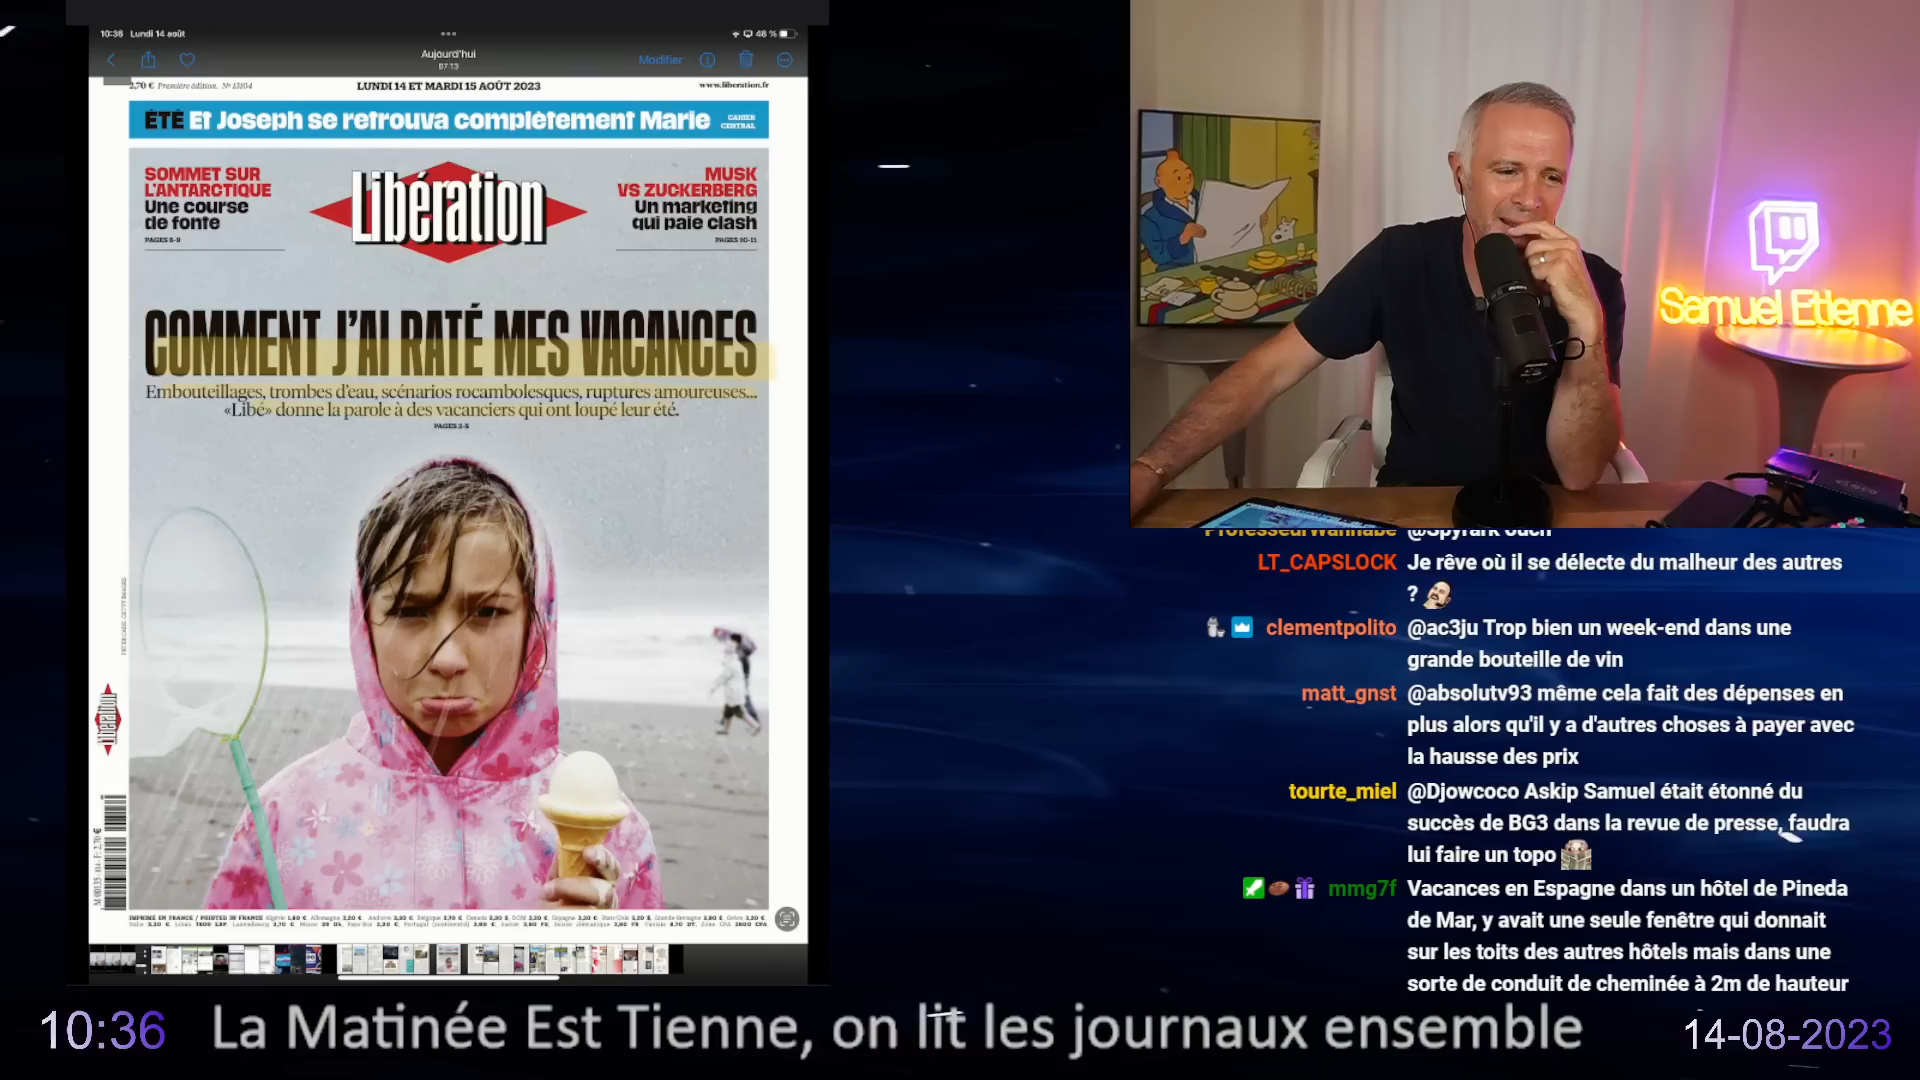 10:36 Lundi 14 août
48 %
Aujourd'hui
07:13
Modifier
2,70 € Première édition. N° 13104
LUNDI 14 ET MARDI 15 AOÛT 2023
www.liberation.fr
ÉTÉ Et Joseph se retrouva complètement Marie
CAHIER
CENTRAL
SOMMET SUR
L'ANTARCTIQUE
Une course
de fonte
PAGES 8-9
Libération
MUSK
VS ZUCKERBERG
Un marketing
qui paie clash
PAGES 10-11
COMMENT J'AI RATÉ MES VACANCES
Embouteillages, trombes d'eau, scénarios rocambolesques, ruptures amoureuses...
«Libé» donne la parole à des vacanciers qui ont loupé leur été.
Libération
IMPRIMÉ EN FRANCE / PRINTED IN FRANCE
Samuel Etienne
ProfesseurWannabe @Spyrark ouch
LT_CAPSLOCK Je rêve où il se délecte du malheur des autres
?
clementpolito @ac3ju Trop bien un week-end dans une
grande bouteille de vin
matt_gnst @absolutv93 même cela fait des dépenses en
plus alors qu'il y a d'autres choses à payer avec
la hausse des prix
tourte_miel @Djowcoco Askip Samuel était étonné du
succès de BG3 dans la revue de presse, faudra
lui faire un topo
mmg7f Vacances en Espagne dans un hôtel de Pineda
de Mar, y avait une seule fenêtre qui donnait
sur les toits des autres hôtels mais dans une
sorte de conduit de cheminée à 2m de hauteur
10:36 La Matinée Est Tienne, on lit les journaux ensemble 14-08-2023